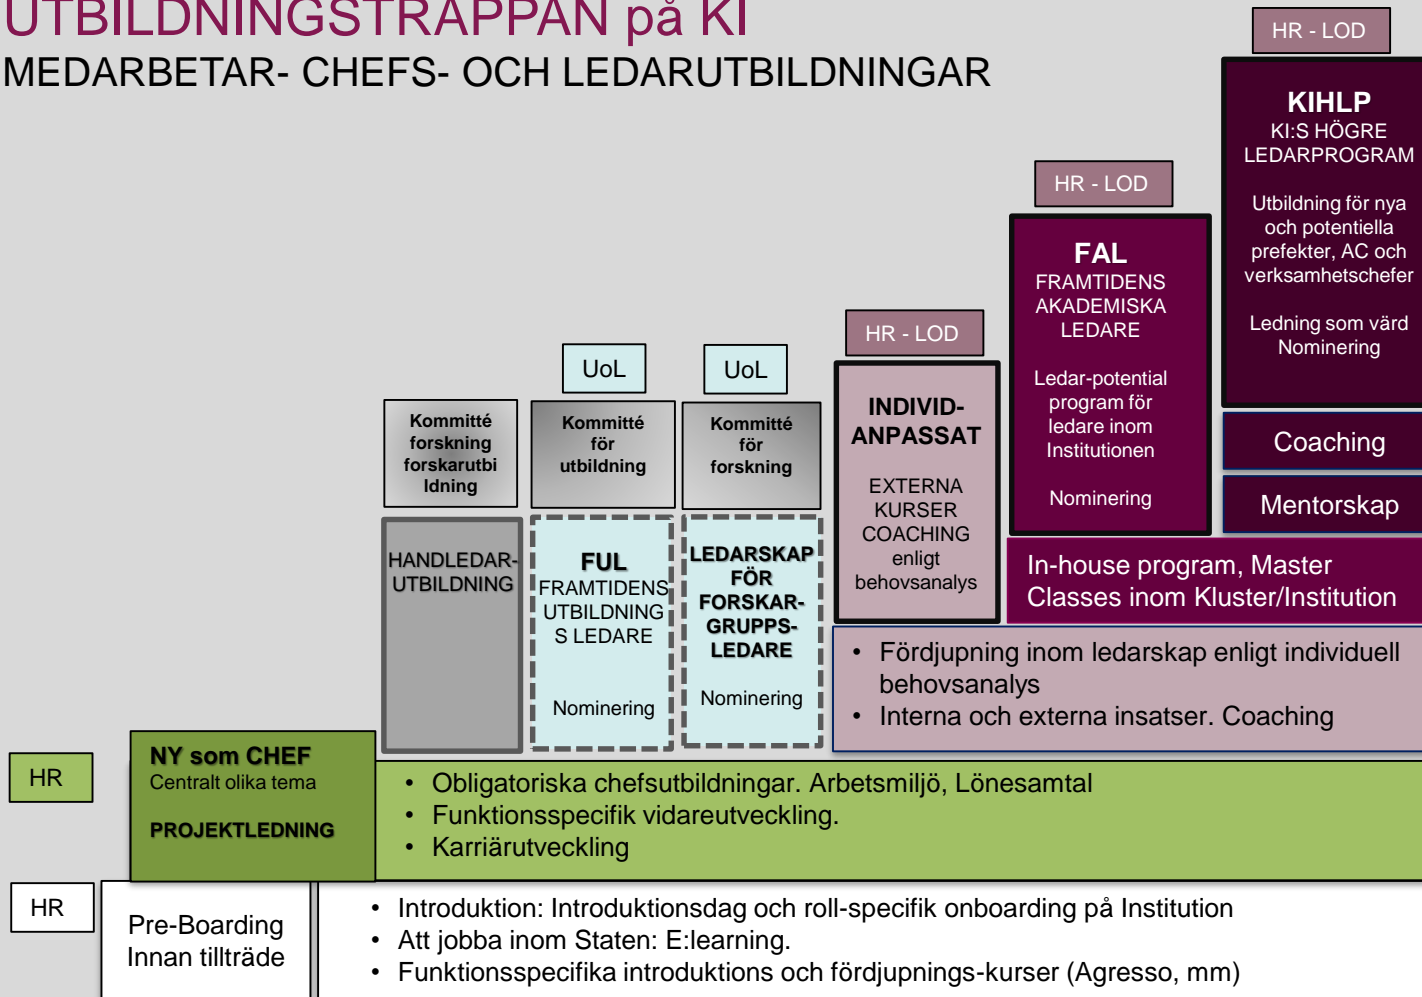 UTBILDNINGSTRAPPAN på KI
MEDARBETAR- CHEFS- OCH LEDARUTBILDNINGAR
HR - LOD
KIHLP
KI:S HÖGRE
LEDARPROGRAM
Utbildning för nya
och potentiella
prefekter, AC och
verksamhetschefer
Ledning som värd
Nominering
Coaching
Mentorskap
HR - LOD
FAL
FRAMTIDENS
AKADEMISKA
LEDARE
Ledar-potential
program för
ledare inom
Institutionen
Nominering
In-house program, Master
Classes inom Kluster/Institution
HR - LOD
INDIVID-
ANPASSAT
EXTERNA
KURSER
COACHING
enligt
behovsanalys
• Fördjupning inom ledarskap enligt individuell
behovsanalys
• Interna och externa insatser. Coaching
UoL
Kommitté
för
forskning
LEDARSKAP
FÖR
FORSKAR-
GRUPPS-
LEDARE
Nominering
UoL
Kommitté
för
utbildning
FUL
FRAMTIDENS
UTBILDNING
S LEDARE
Nominering
Kommitté
forskning
forskarutbi
ldning
HANDLEDAR-
UTBILDNING
HR
NY som CHEF
Centralt olika tema
PROJEKTLEDNING
• Obligatoriska chefsutbildningar. Arbetsmiljö, Lönesamtal
• Funktionsspecifik vidareutveckling.
• Karriärutveckling
HR
Pre-Boarding
Innan tillträde
• Introduktion: Introduktionsdag och roll-specifik onboarding på Institution
• Att jobba inom Staten: E:learning.
• Funktionsspecifika introduktions och fördjupnings-kurser (Agresso, mm)